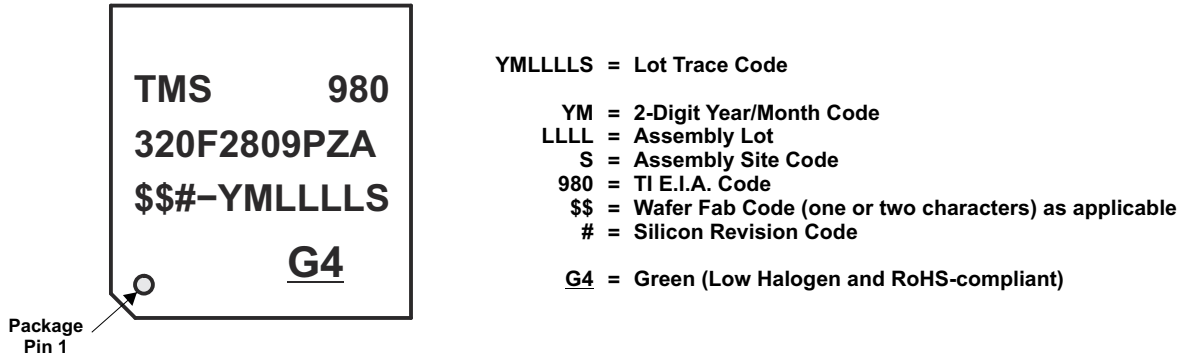 TMS 980
320F2809PZA
$$#−YMLLLLS
G4
Package
Pin 1
YMLLLLS = Lot Trace Code
YM = 2-Digit Year/Month Code
LLLL = Assembly Lot
S = Assembly Site Code
980 = TI E.I.A. Code
$$ = Wafer Fab Code (one or two characters) as applicable
# = Silicon Revision Code
G4 = Green (Low Halogen and RoHS-compliant)